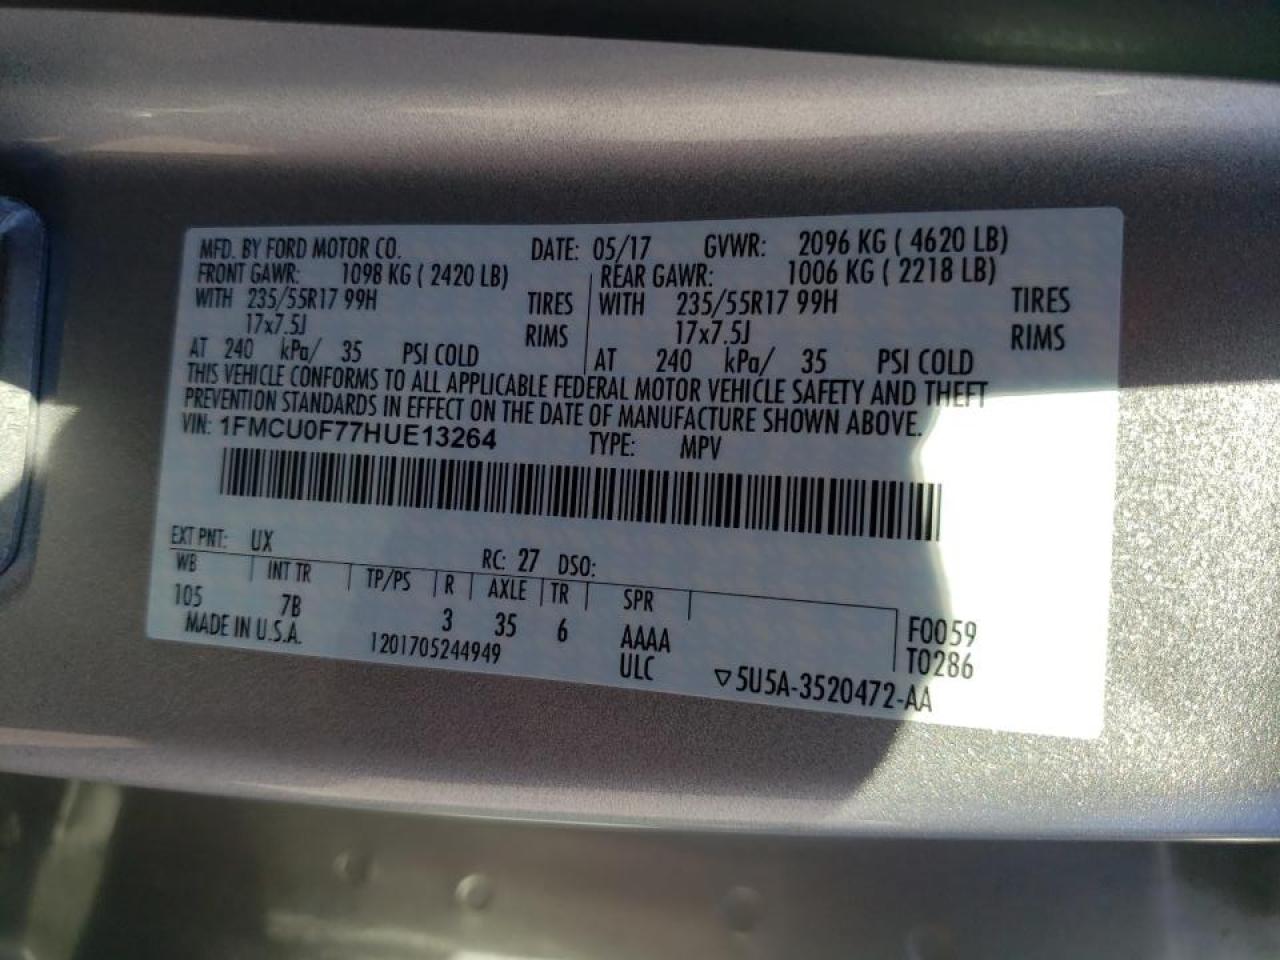 MFD. BY FORD MOTOR CO. DATE: 05/17 GVWR: 2096 KG ( 4620 LB)
FRONT GAWR: 1098 KG ( 2420 LB) REAR GAWR: 1006 KG ( 2218 LB)
WITH 235/55R17 99H TIRES WITH 235/55R17 99H TIRES
17x7.5J RIMS 17x7.5J RIMS
AT 240 kPa/ 35 PSI COLD AT 240 kPa/ 35 PSI COLD
THIS VEHICLE CONFORMS TO ALL APPLICABLE FEDERAL MOTOR VEHICLE SAFETY AND THEFT
PREVENTION STANDARDS IN EFFECT ON THE DATE OF MANUFACTURE SHOWN ABOVE.
VIN: 1FMCU0F77HUE13264 TYPE: MPV
EXT PNT: UX RC: 27 DSO:
WB INT TR TP/PS R AXLE TR SPR
105 7B 3 35 6 AAAA F0059
MADE IN U.S.A. 1201705244949 ULC T0286
▽5U5A-3520472-AA